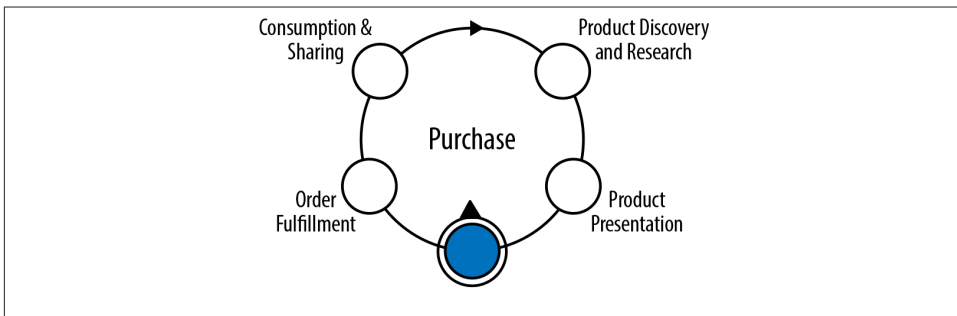 Consumption &
Sharing
Product Discovery
and Research
Purchase
Order
Fulfillment
Product
Presentation